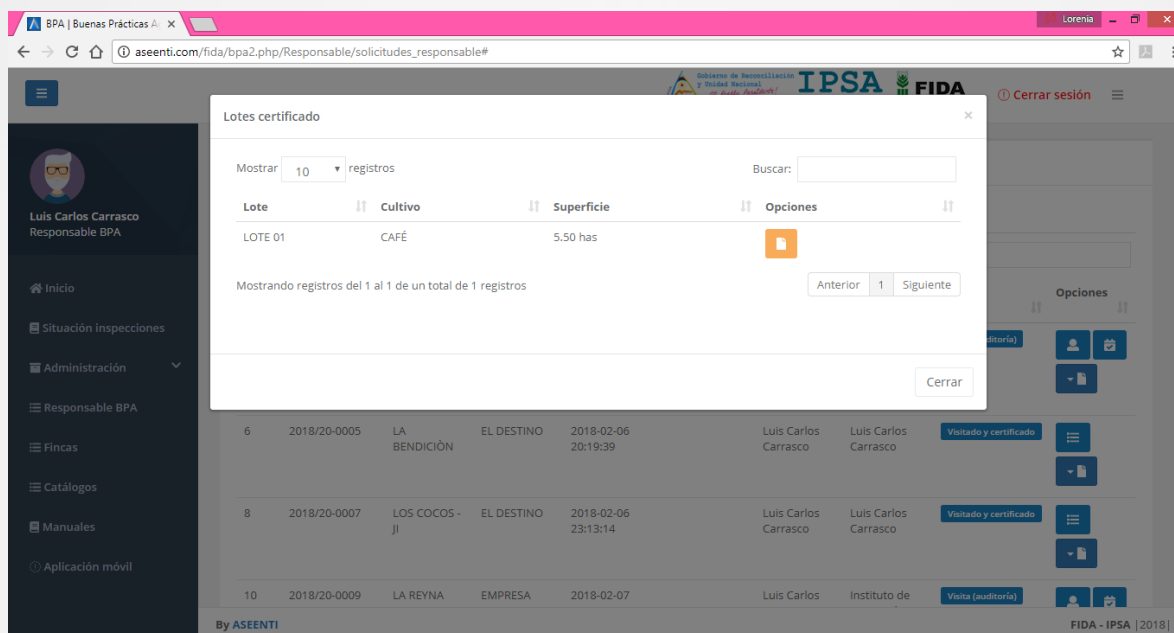 BPA | Buenas Prácticas A
Lorenia
aseenti.com/fida/bpa2.php/Responsable/solicitudes_responsable#
Gobierno de Reconciliación
y Unidad Nacional
IPSA
FIDA
Cerrar sesión
Lotes certificado
×
Mostrar 10 registros
Buscar:
Lote Cultivo Superficie Opciones
LOTE 01 CAFÉ 5.50 has
Mostrando registros del 1 al 1 de un total de 1 registros
Anterior 1 Siguiente
Cerrar
Luis Carlos Carrasco
Responsable BPA
Inicio
Situación inspecciones
Administración
Responsable BPA
Fincas
Catálogos
Manuales
Aplicación móvil
Opciones
ditoría)
6 2018/20-0005 LA BENDICIÒN EL DESTINO 2018-02-06 20:19:39 Luis Carlos Carrasco Luis Carlos Carrasco Visitado y certificado
8 2018/20-0007 LOS COCOS - JI EL DESTINO 2018-02-06 23:13:14 Luis Carlos Carrasco Luis Carlos Carrasco Visitado y certificado
10 2018/20-0009 LA REYNA EMPRESA 2018-02-07 Luis Carlos Instituto de Visita (auditoría)
By ASEENTI
FIDA - IPSA |2018|